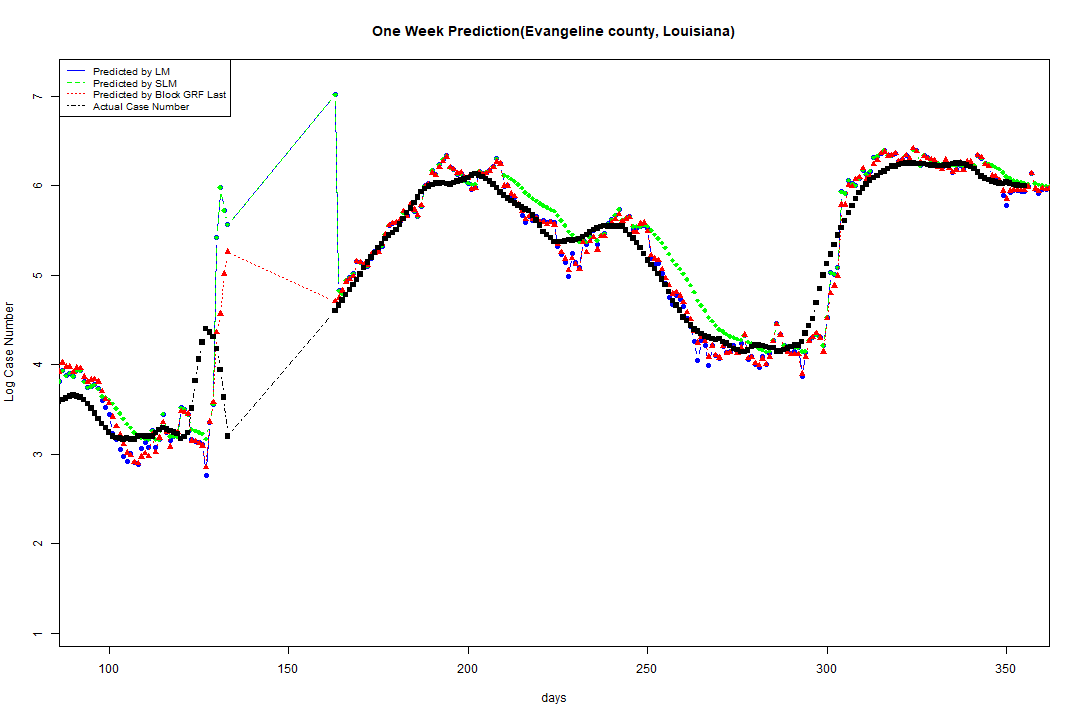 One Week Prediction(Evangeline county, Louisiana)
Predicted by LM
Predicted by SLM
Predicted by Block GRF Last
Actual Case Number
7
6
5
4
3
2
1
Log Case Number
100 150 200 250 300 350
days